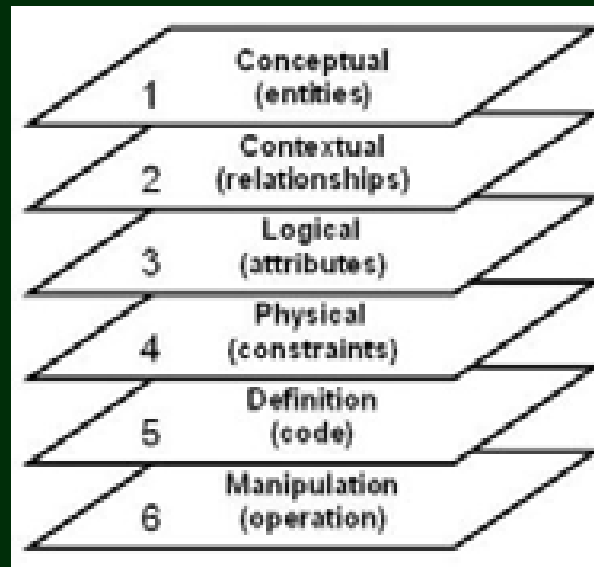 Conceptual
1 (entities)
Contextual
2 (relationships)
Logical
3 (attributes)
Physical
4 (constraints)
Definition
5 (code)
Manipulation
6 (operation)